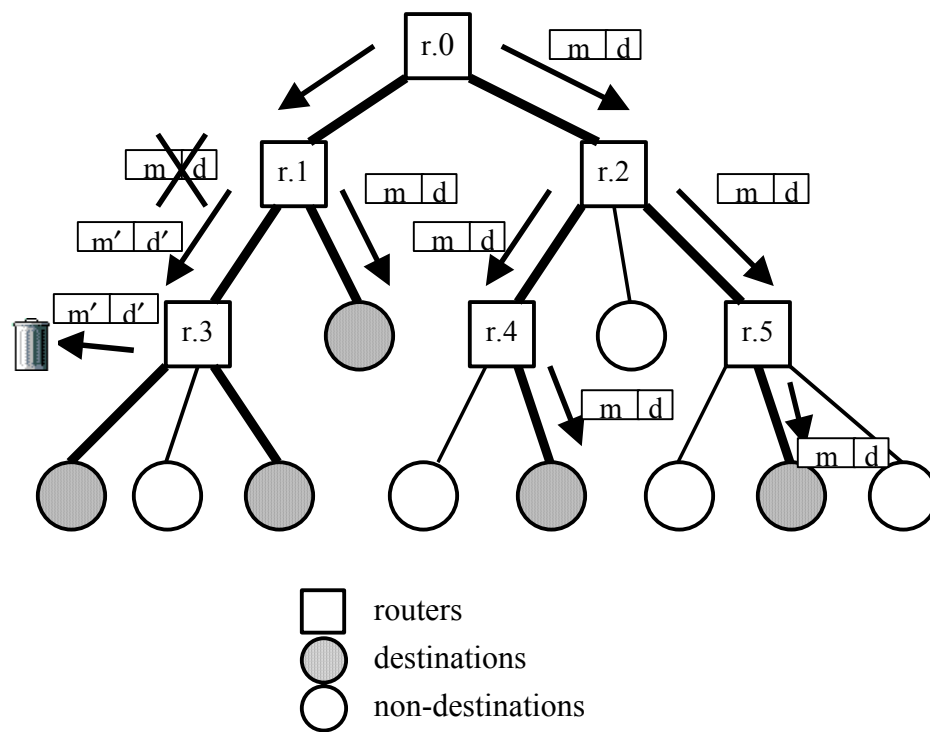 r.0
m d
m d
r.1
m d
r.2
m d
m′ d′
m d
m′ d′
r.3
r.4
r.5
m d
m d
routers
destinations
non-destinations